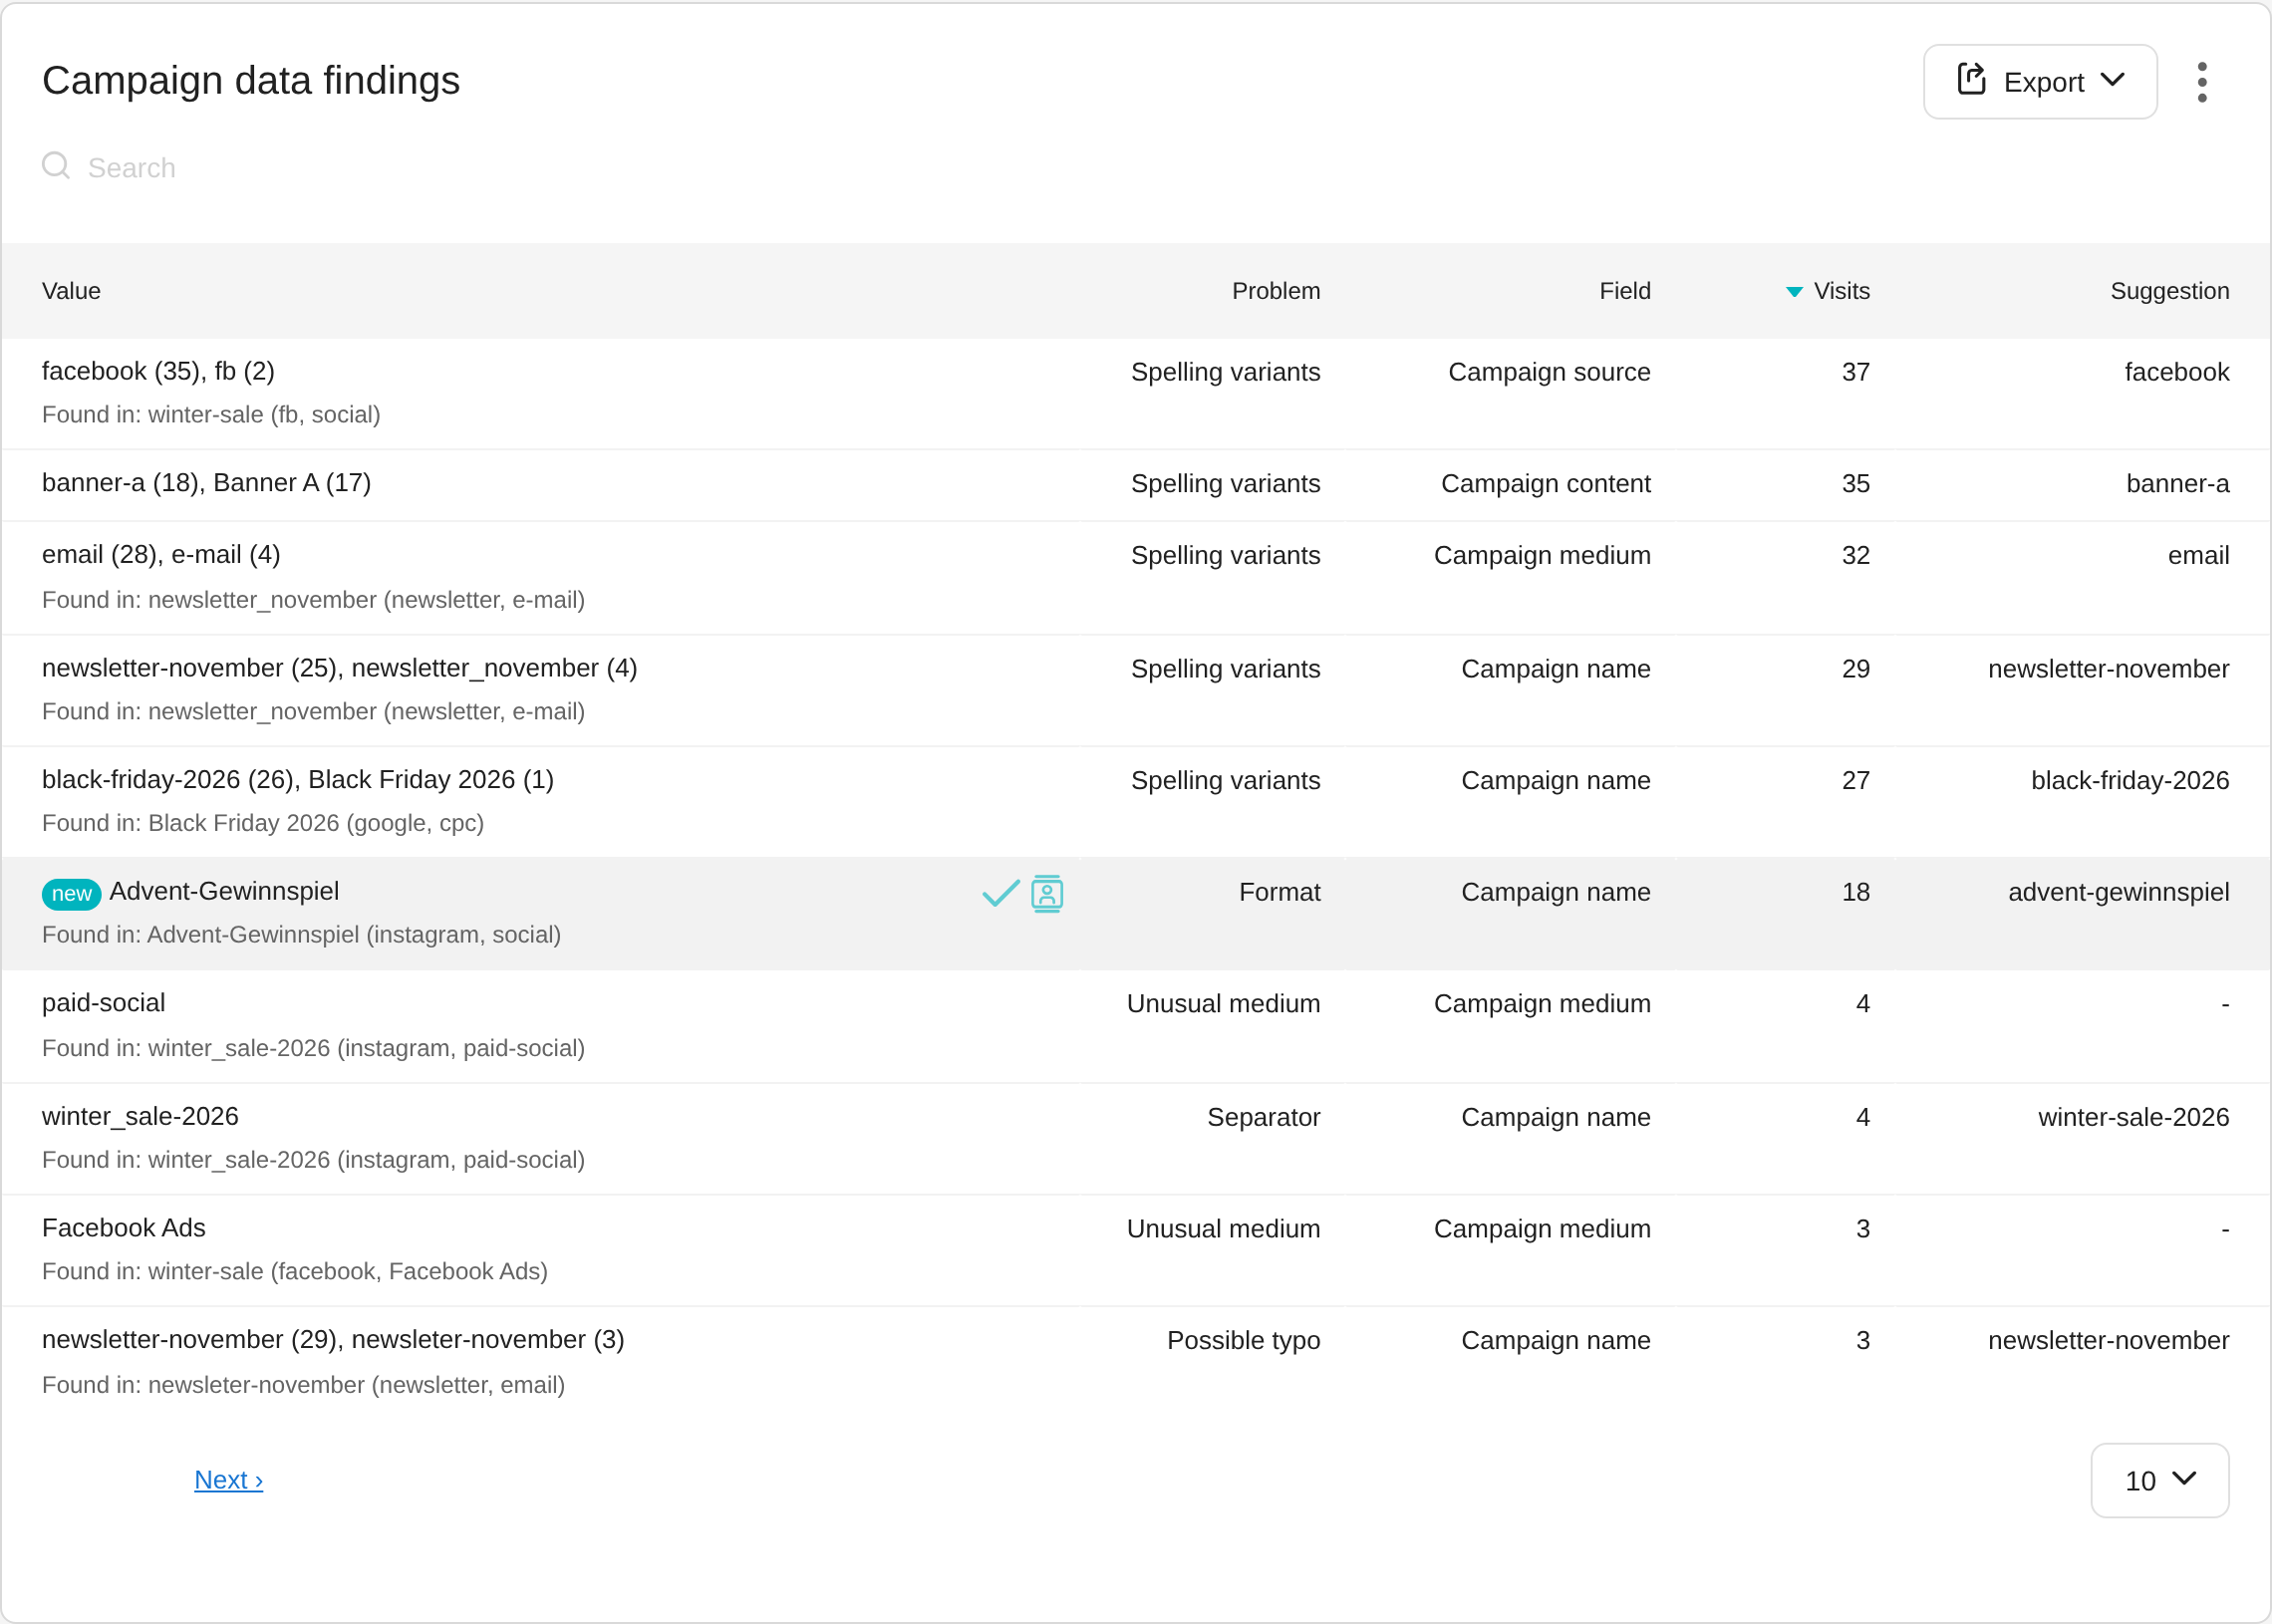 Campaign data findings
Export
Search
Value Problem Field Visits Suggestion
facebook (35), fb (2) Spelling variants Campaign source 37 facebook
Found in: winter-sale (fb, social)
banner-a (18), Banner A (17) Spelling variants Campaign content 35 banner-a
email (28), e-mail (4) Spelling variants Campaign medium 32 email
Found in: newsletter_november (newsletter, e-mail)
newsletter-november (25), newsletter_november (4) Spelling variants Campaign name 29 newsletter-november
Found in: newsletter_november (newsletter, e-mail)
black-friday-2026 (26), Black Friday 2026 (1) Spelling variants Campaign name 27 black-friday-2026
Found in: Black Friday 2026 (google, cpc)
new Advent-Gewinnspiel Format Campaign name 18 advent-gewinnspiel
Found in: Advent-Gewinnspiel (instagram, social)
paid-social Unusual medium Campaign medium 4 -
Found in: winter_sale-2026 (instagram, paid-social)
winter_sale-2026 Separator Campaign name 4 winter-sale-2026
Found in: winter_sale-2026 (instagram, paid-social)
Facebook Ads Unusual medium Campaign medium 3 -
Found in: winter-sale (facebook, Facebook Ads)
newsletter-november (29), newsleter-november (3) Possible typo Campaign name 3 newsletter-november
Found in: newsleter-november (newsletter, email)
Next › 10